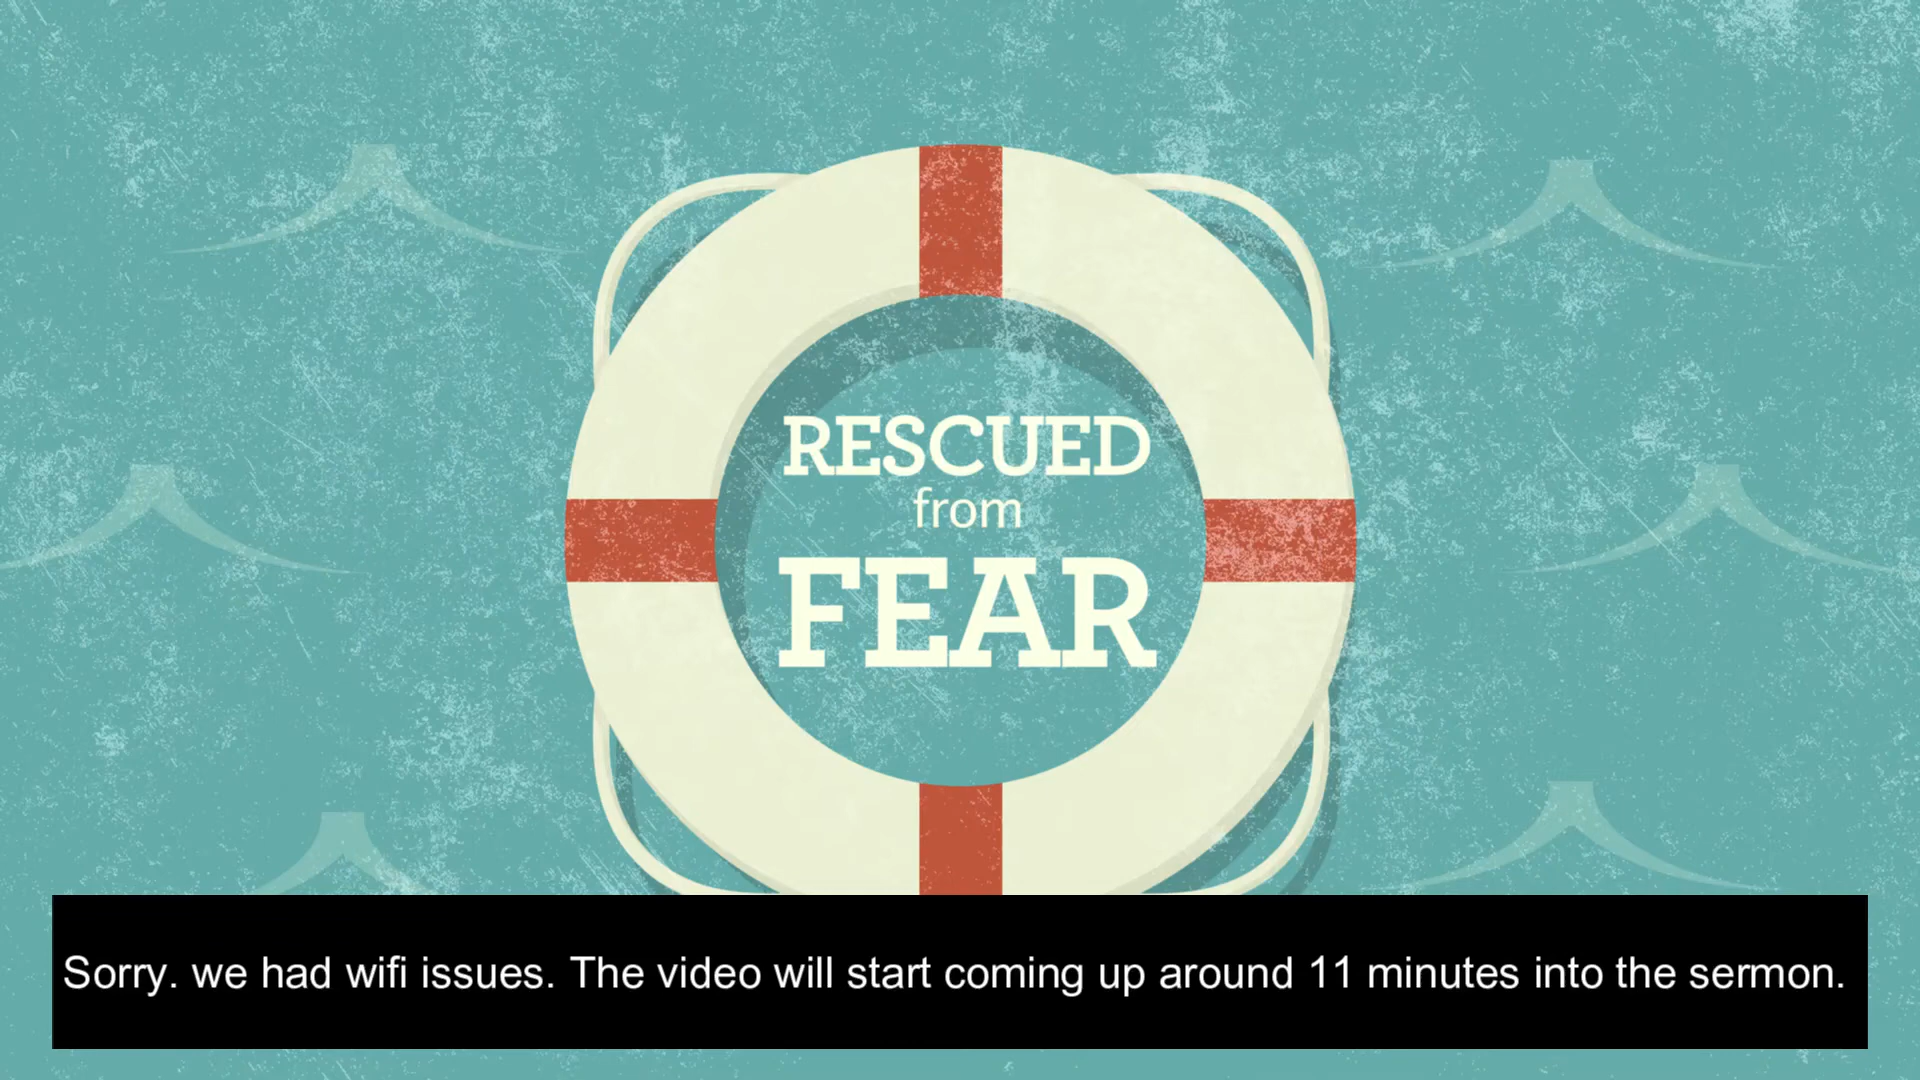 RESCUED
from
FEAR
Sorry. we had wifi issues. The video will start coming up around 11 minutes into the sermon.